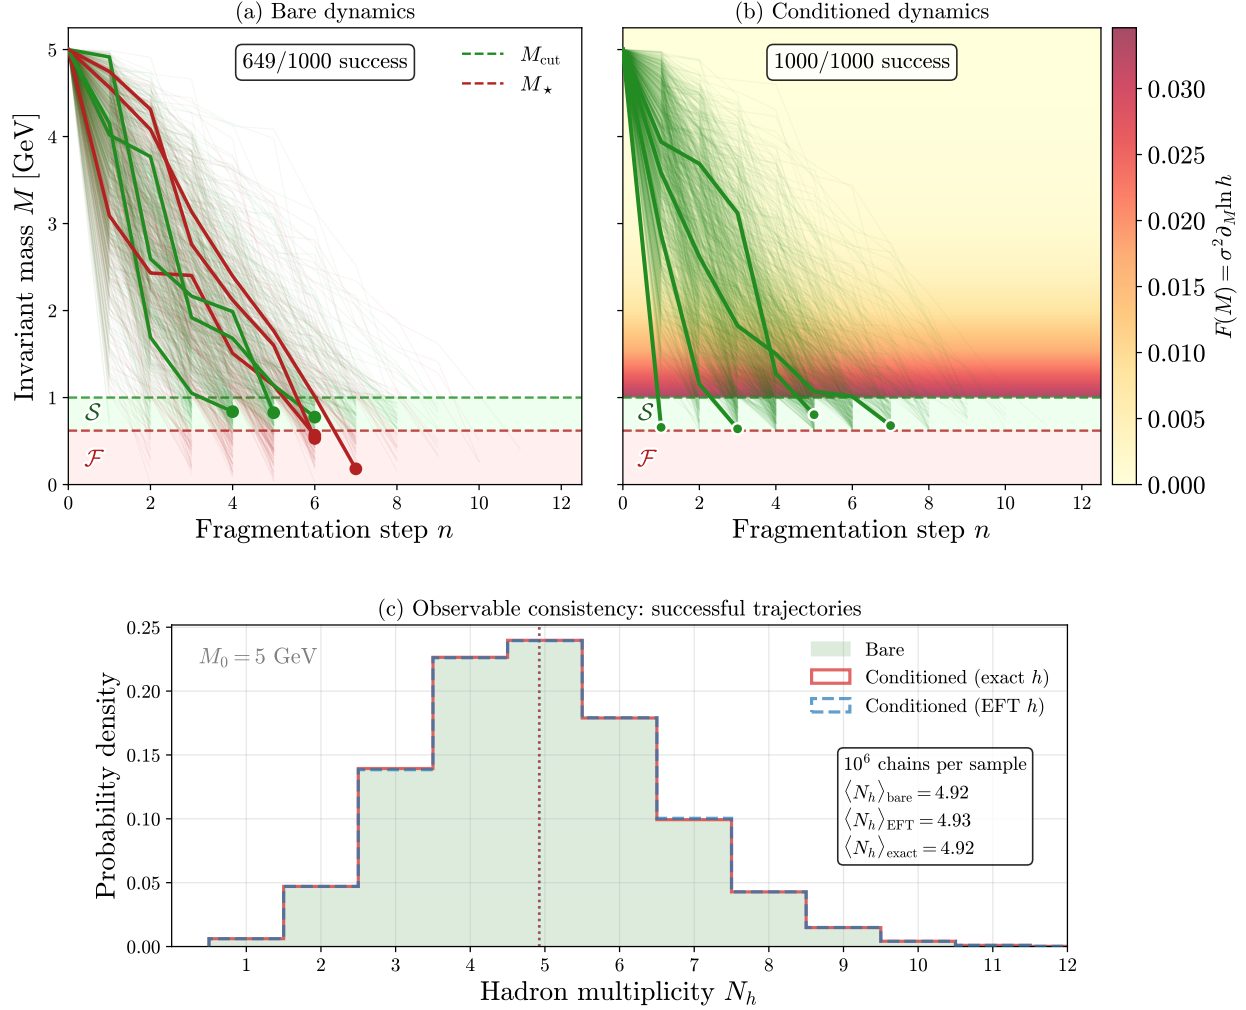 (a) Bare dynamics
649/1000 success
M_cut
M_⋆
Invariant mass M [GeV]
5
4
3
2
1
0
S
F
0 2 4 6 8 10 12
Fragmentation step n
(b) Conditioned dynamics
1000/1000 success
S
F
0 2 4 6 8 10 12
Fragmentation step n
0.030
0.025
0.020
0.015
0.010
0.005
0.000
F(M) = σ²∂_M ln h
(c) Observable consistency: successful trajectories
M₀ = 5 GeV
Bare
Conditioned (exact h)
Conditioned (EFT h)
10⁶ chains per sample
⟨N_h⟩_bare = 4.92
⟨N_h⟩_EFT = 4.93
⟨N_h⟩_exact = 4.92
Probability density
0.25
0.20
0.15
0.10
0.05
0.00
1 2 3 4 5 6 7 8 9 10 11 12
Hadron multiplicity N_h